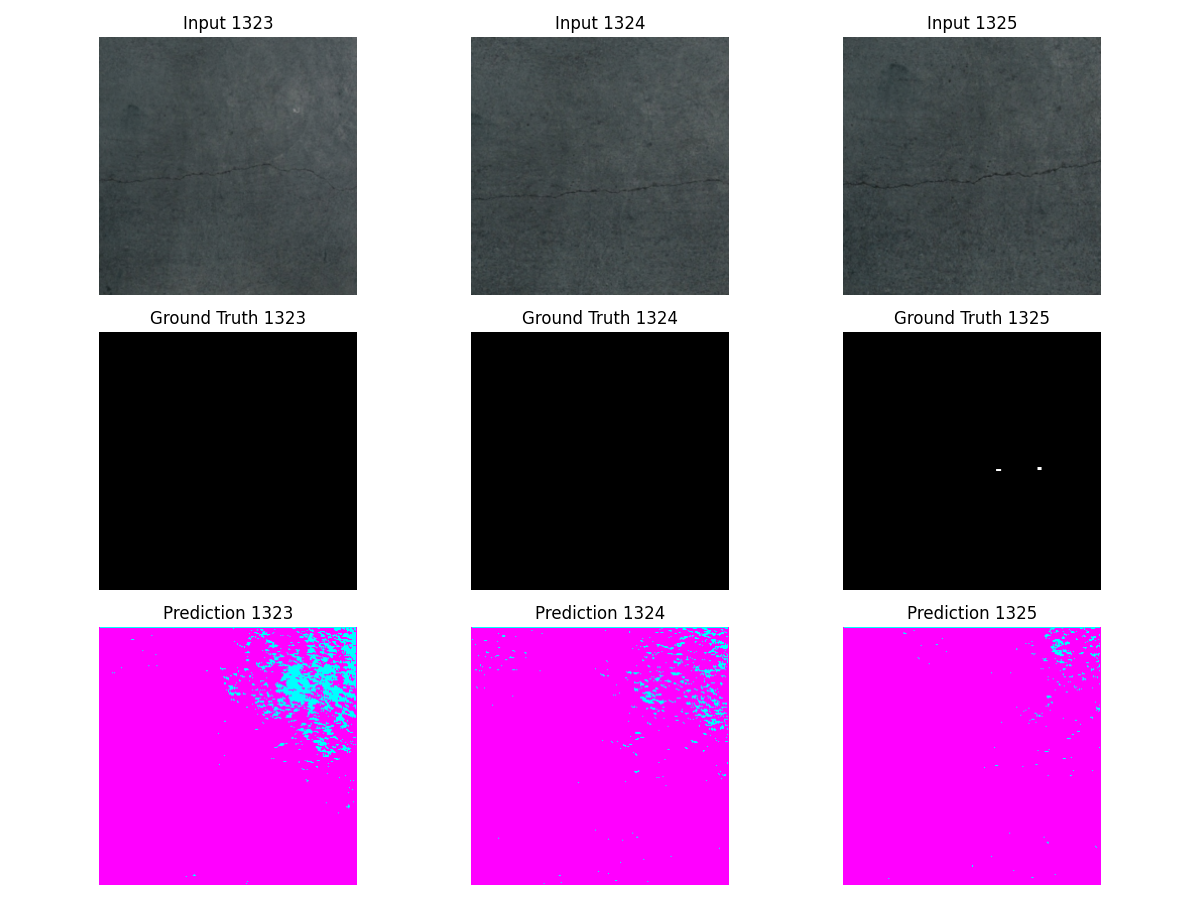 Input 1323
Input 1324
Input 1325
Ground Truth 1323
Ground Truth 1324
Ground Truth 1325
Prediction 1323
Prediction 1324
Prediction 1325